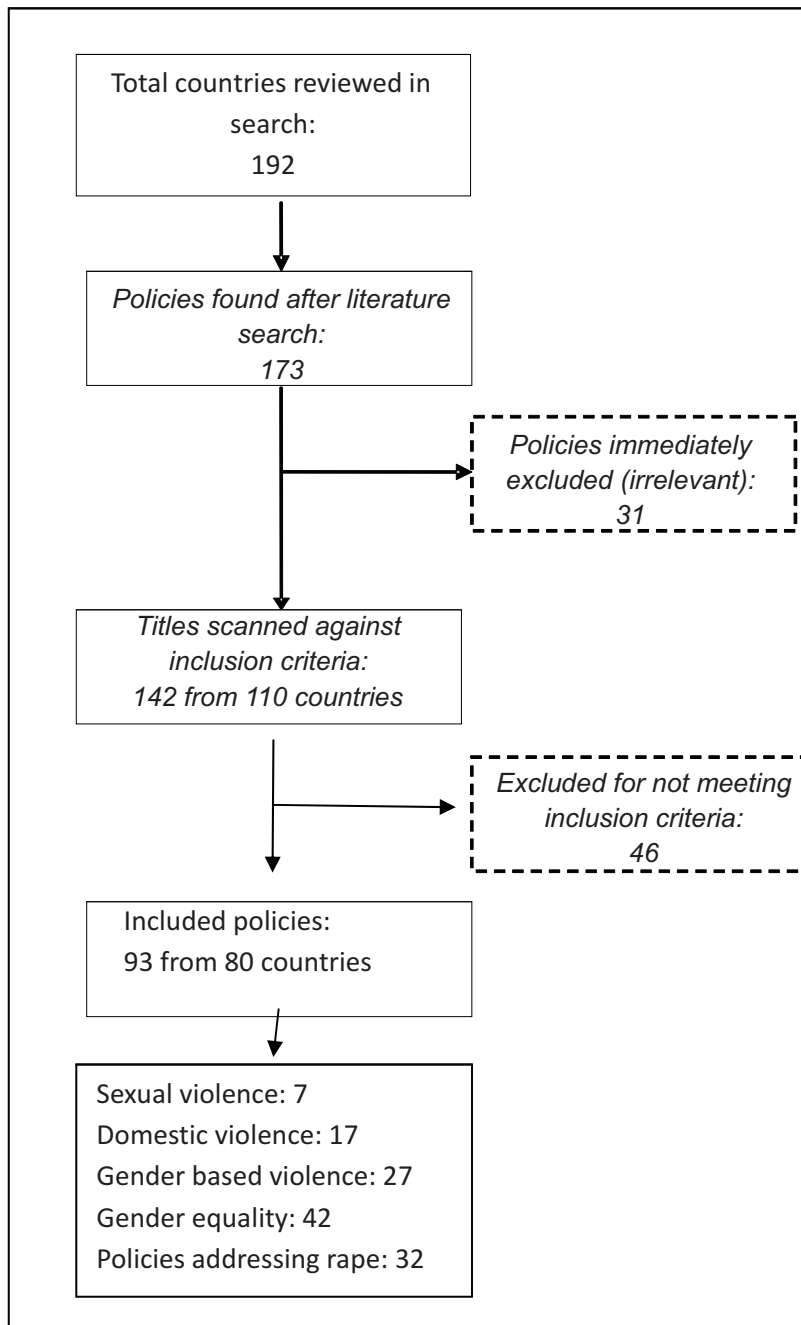 Total countries reviewed in
search:
192
Policies found after literature
search:
173
Policies immediately
excluded (irrelevant):
31
Titles scanned against
inclusion criteria:
142 from 110 countries
Excluded for not meeting
inclusion criteria:
46
Included policies:
93 from 80 countries
Sexual violence: 7
Domestic violence: 17
Gender based violence: 27
Gender equality: 42
Policies addressing rape: 32